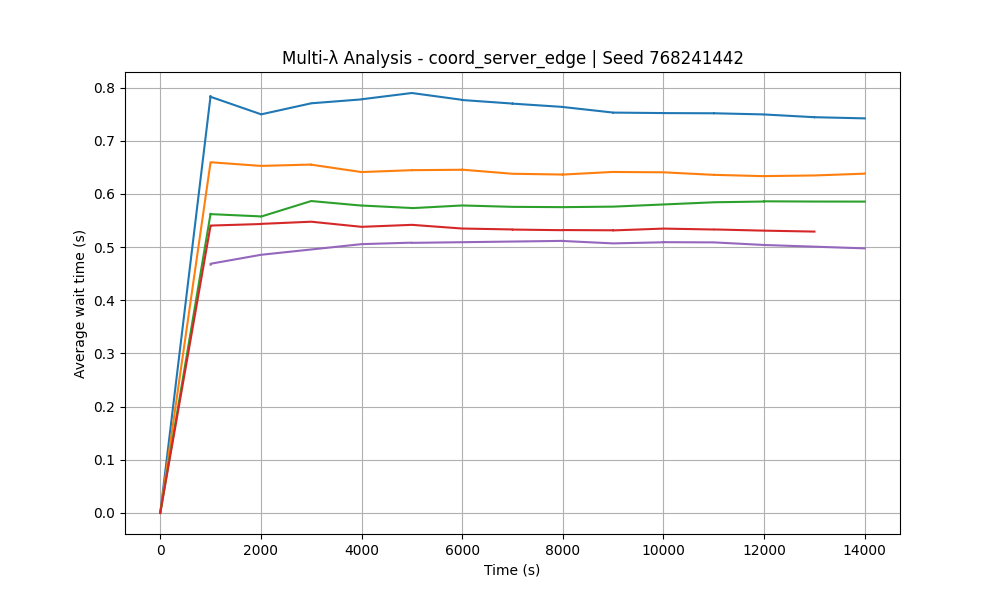 Multi-λ Analysis - coord_server_edge | Seed 768241442
Average wait time (s)
0.8
0.7
0.6
0.5
0.4
0.3
0.2
0.1
0.0
0 2000 4000 6000 8000 10000 12000 14000
Time (s)